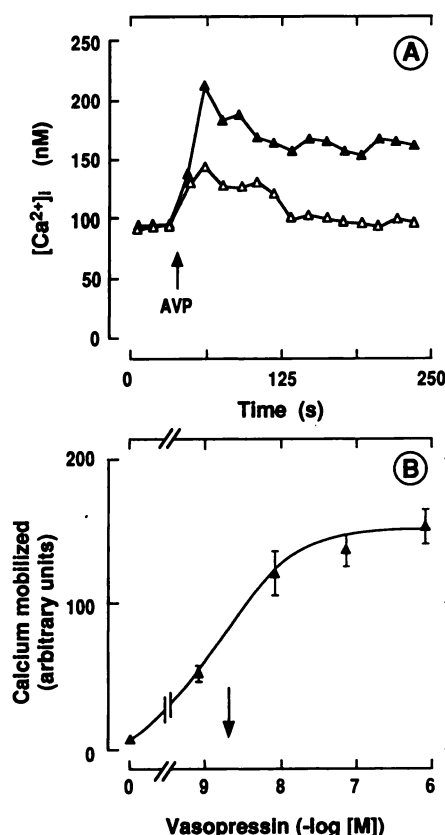 A
250
200
150
100
50
0
[Ca²⁺]i (nM)
AVP
0 125 250
Time (s)
B
200
100
0
Calcium mobilized
(arbitrary units)
0 9 8 7 6
Vasopressin (-log [M])